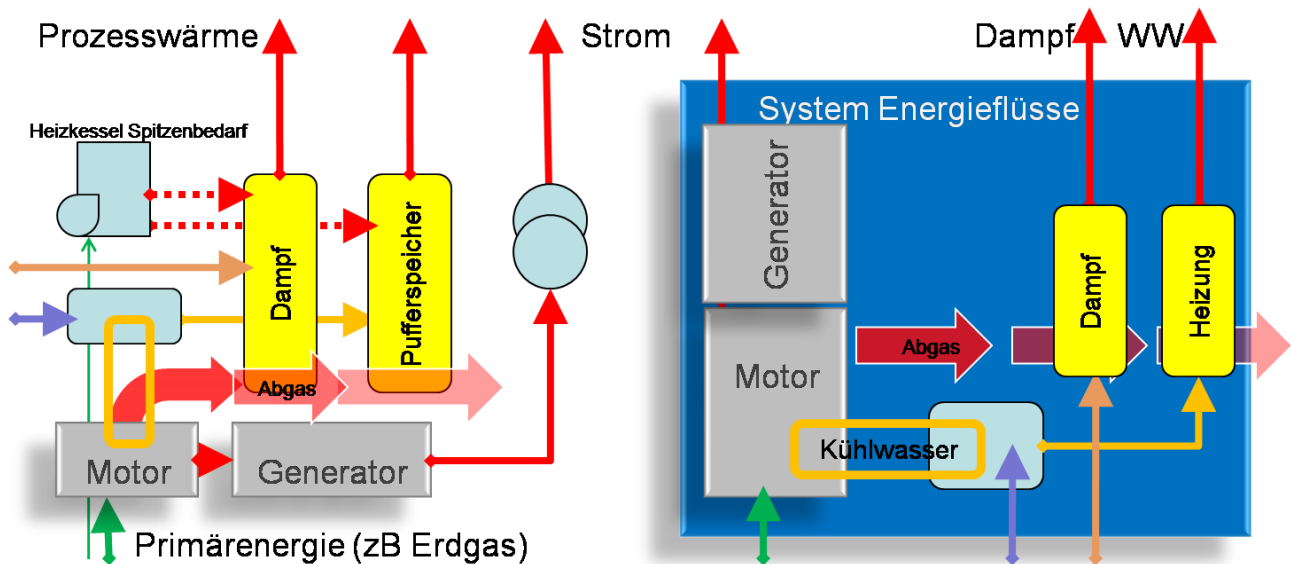 Prozesswärme
Strom
Dampf
WW
Heizkessel Spitzenbedarf
Dampf
Pufferspeicher
Abgas
Motor
Generator
Primärenergie (zB Erdgas)
System Energieflüsse
Generator
Motor
Abgas
Dampf
Heizung
Kühlwasser